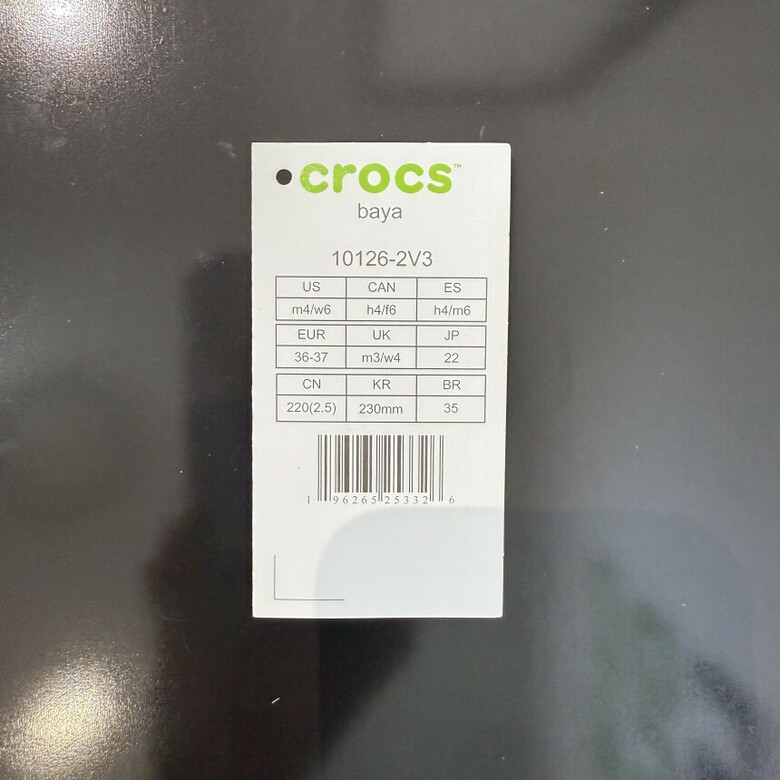 crocs™
baya
10126-2V3
US CAN ES
m4/w6 h4/f6 h4/m6
EUR UK JP
36-37 m3/w4 22
CN KR BR
220(2.5) 230mm 35
1 96265 25332 6